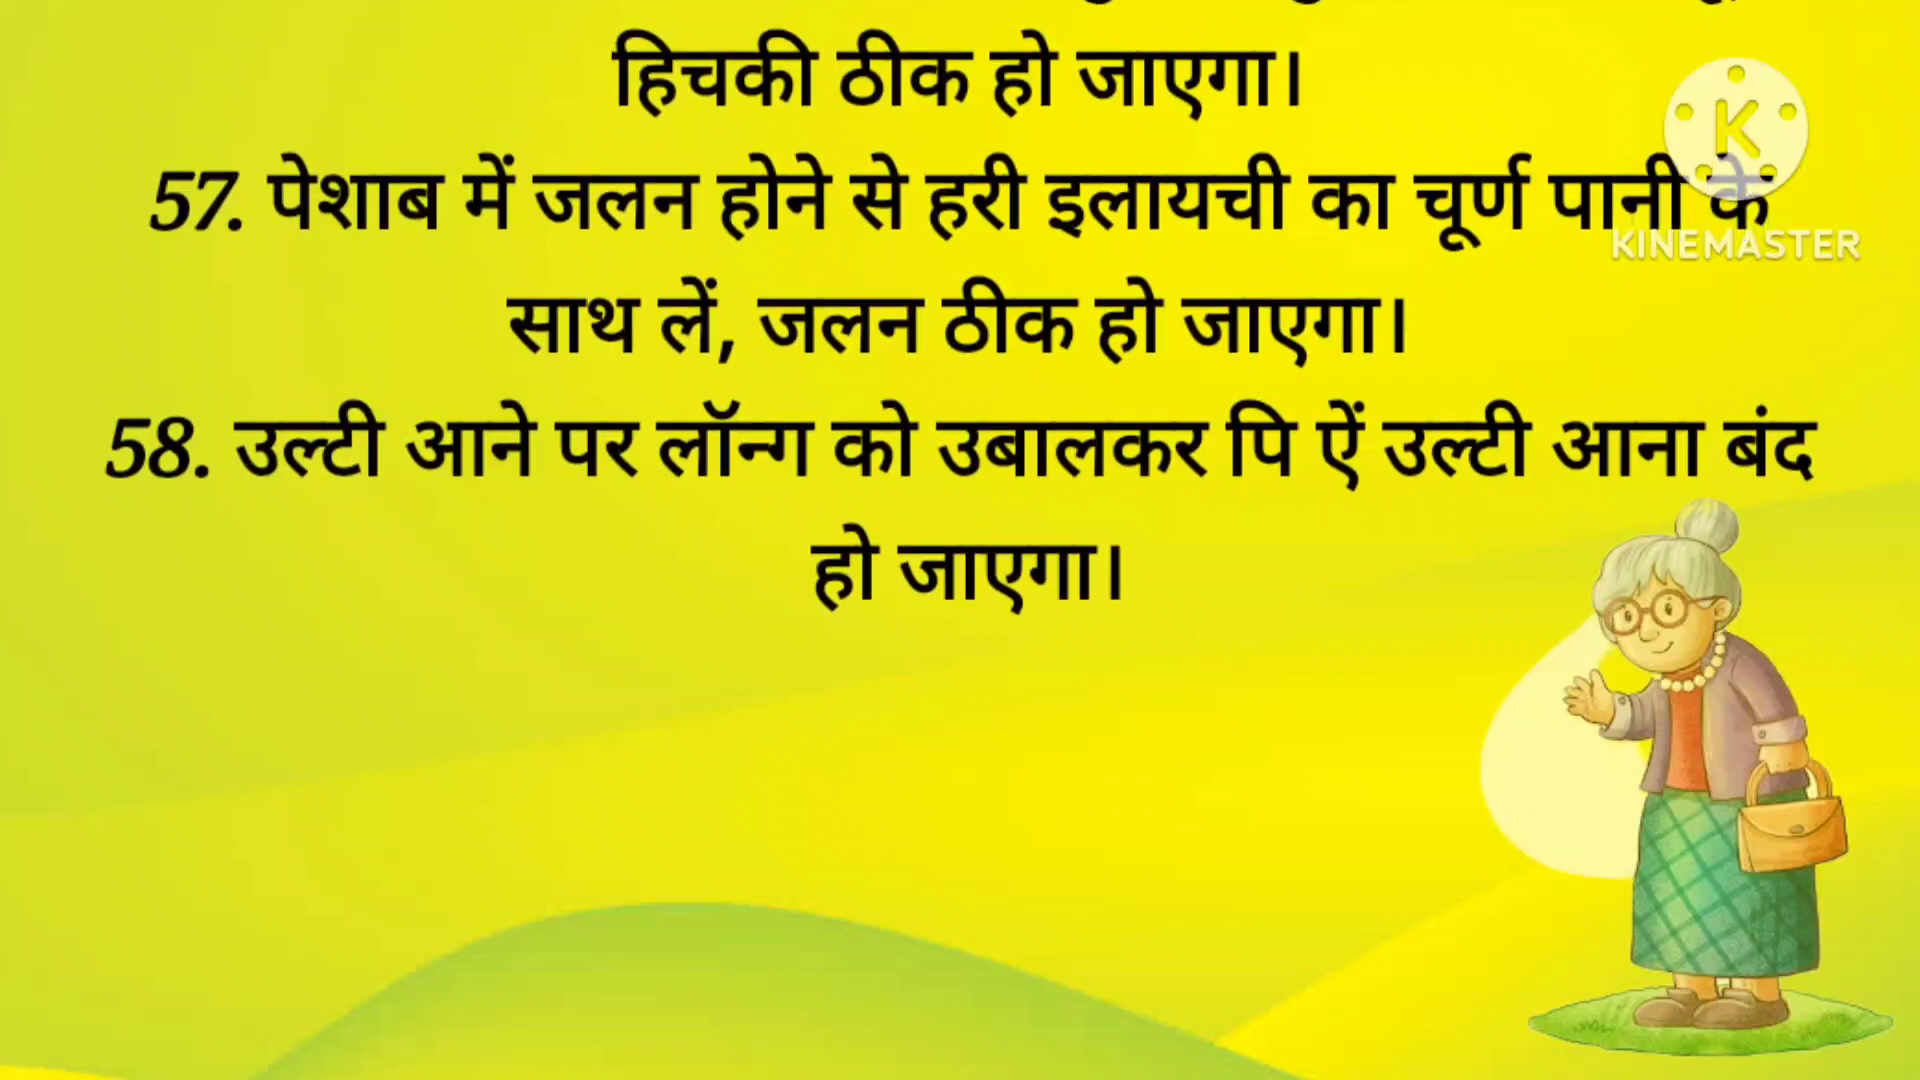 हिचकी ठीक हो जाएगा।
57. पेशाब में जलन होने से हरी इलायची का चूर्ण पानी के
साथ लें, जलन ठीक हो जाएगा।
58. उल्टी आने पर लॉन्ग को उबालकर पि ऐं उल्टी आना बंद
हो जाएगा।
K
KINEMASTER